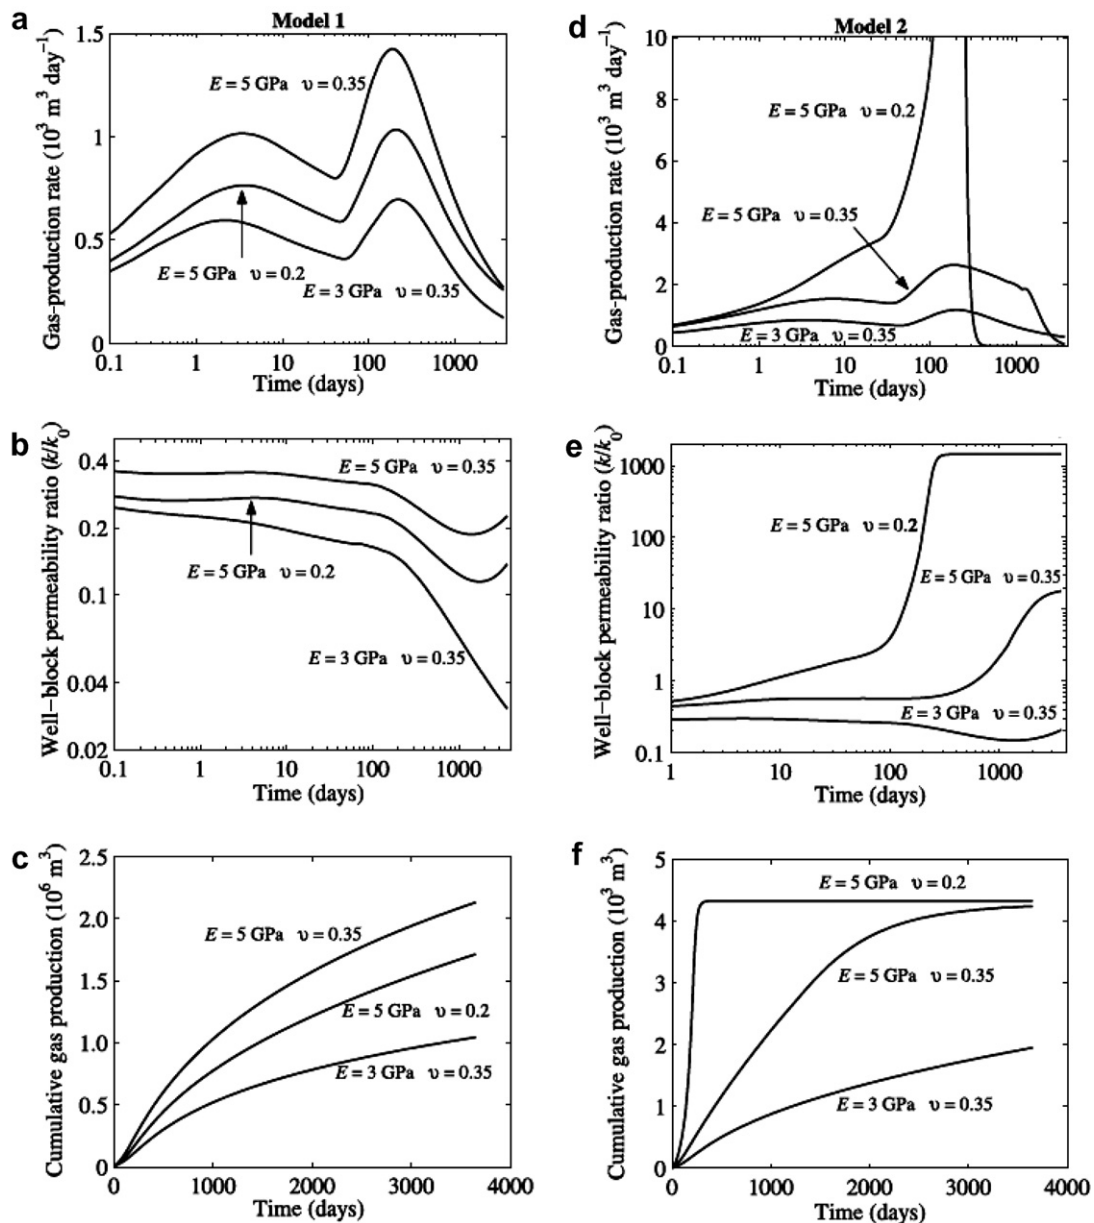 a
Model 1
Gas-production rate (10³ m³ day⁻¹)
1.5
1
0.5
0
E = 5 GPa υ = 0.35
E = 5 GPa υ = 0.2
E = 3 GPa υ = 0.35
0.1 1 10 100 1000
Time (days)
b
Well-block permeability ratio (k/k₀)
0.4
0.2
0.1
0.04
0.02
E = 5 GPa υ = 0.35
E = 5 GPa υ = 0.2
E = 3 GPa υ = 0.35
0.1 1 10 100 1000
Time (days)
c
Cumulative gas production (10⁶ m³)
2.5
2.0
1.5
1.0
0.5
0
E = 5 GPa υ = 0.35
E = 5 GPa υ = 0.2
E = 3 GPa υ = 0.35
0 1000 2000 3000 4000
Time (days)
d
Model 2
Gas-production rate (10³ m³ day⁻¹)
10
8
6
4
2
0
E = 5 GPa υ = 0.2
E = 5 GPa υ = 0.35
E = 3 GPa υ = 0.35
0.1 1 10 100 1000
Time (days)
e
Well-block permeability ratio (k/k₀)
1000
100
10
1
0.1
E = 5 GPa υ = 0.2
E = 5 GPa υ = 0.35
E = 3 GPa υ = 0.35
1 10 100 1000
Time (days)
f
Cumulative gas production (10³ m³)
5
4
3
2
1
0
E = 5 GPa υ = 0.2
E = 5 GPa υ = 0.35
E = 3 GPa υ = 0.35
0 1000 2000 3000 4000
Time (days)